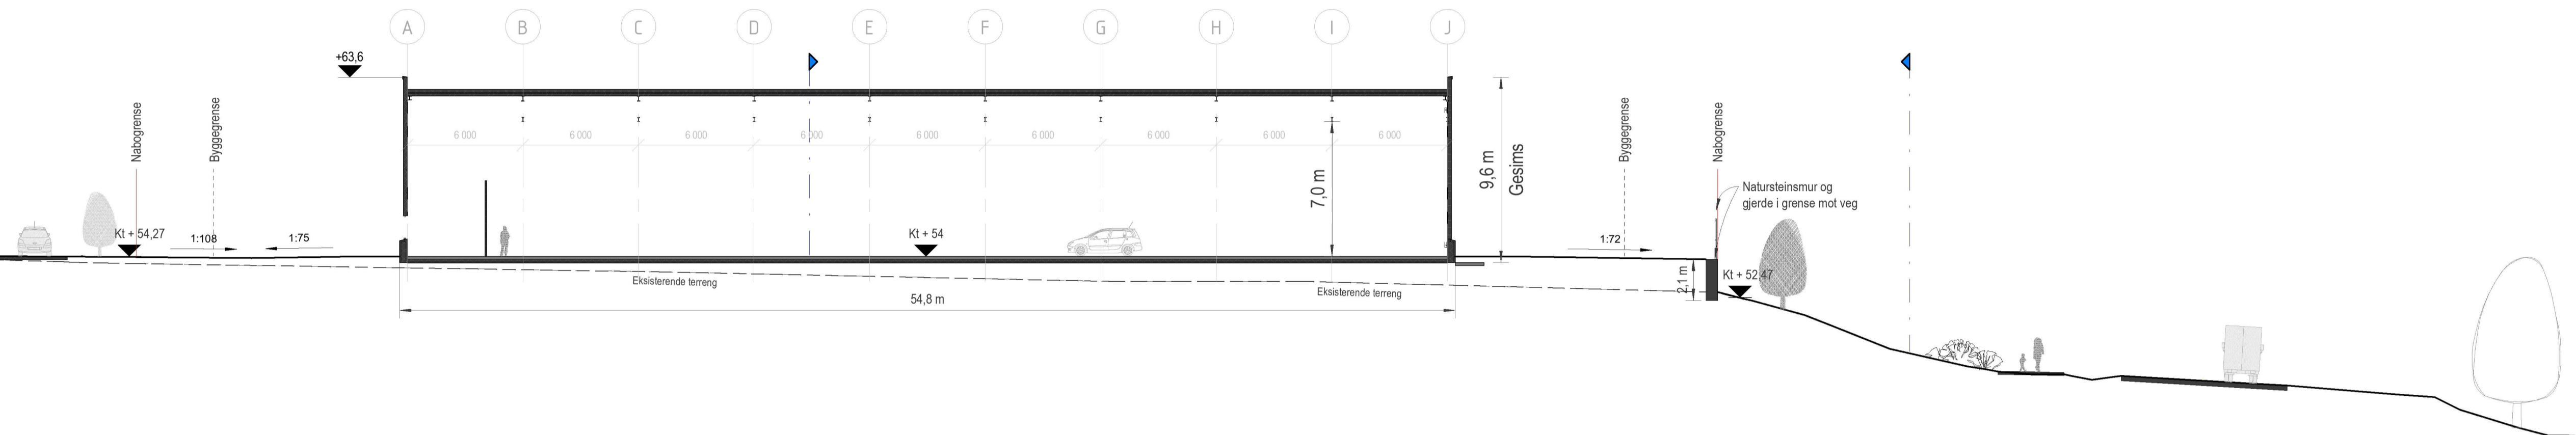 A B C D E F G H I J
+63,6
Nabogrense
Byggegrense
6 000 6 000 6 000 6 000 6 000 6 000 6 000 6 000 6 000
7,0 m
9,6 m
Gesims
Byggegrense
Nabogrense
Natursteinsmur og
gjerde i grense mot veg
Kt + 54,27
1:108
1:75
Kt + 54
1:72
2,1 m
Kt + 52,47
Eksisterende terreng
Eksisterende terreng
54,8 m